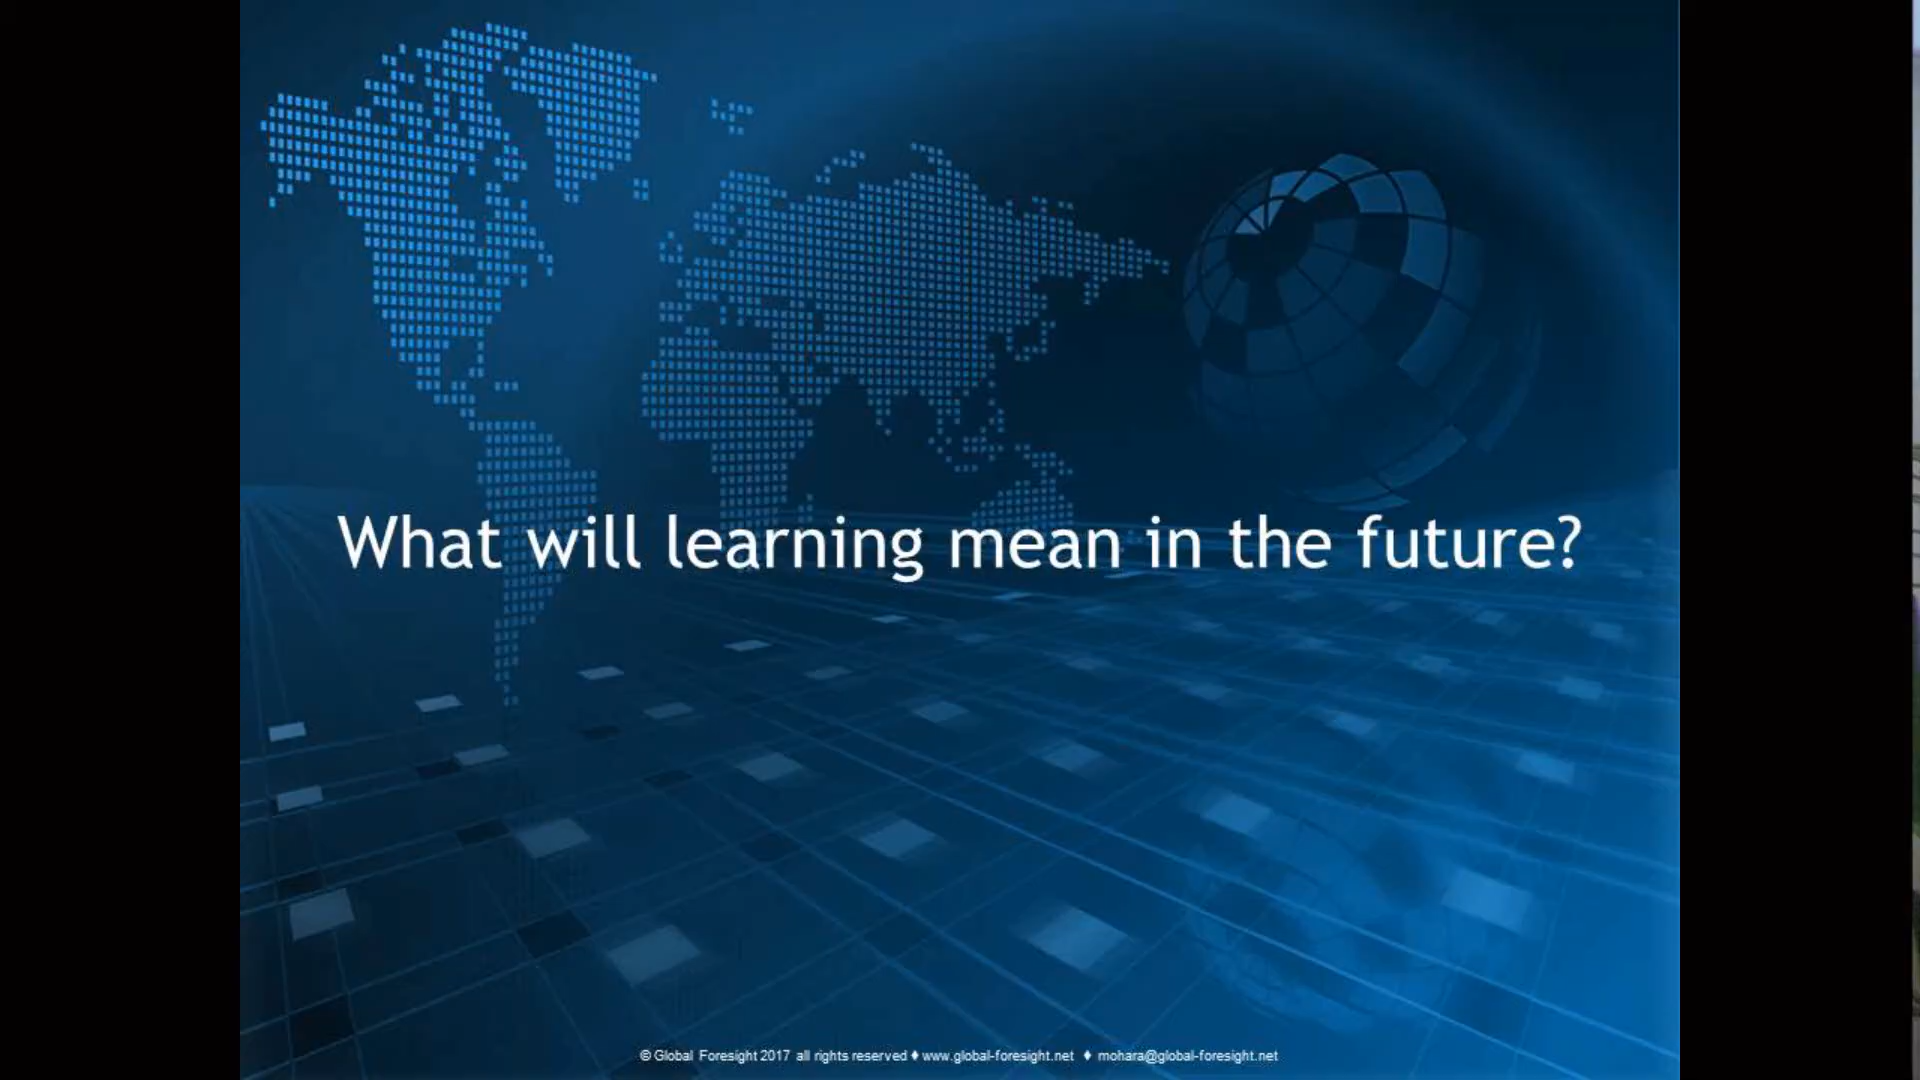 What will learning mean in the future?
© Global Foresight 2017 all rights reserved ♦ www.global-foresight.net ♦ mohara@global-foresight.net